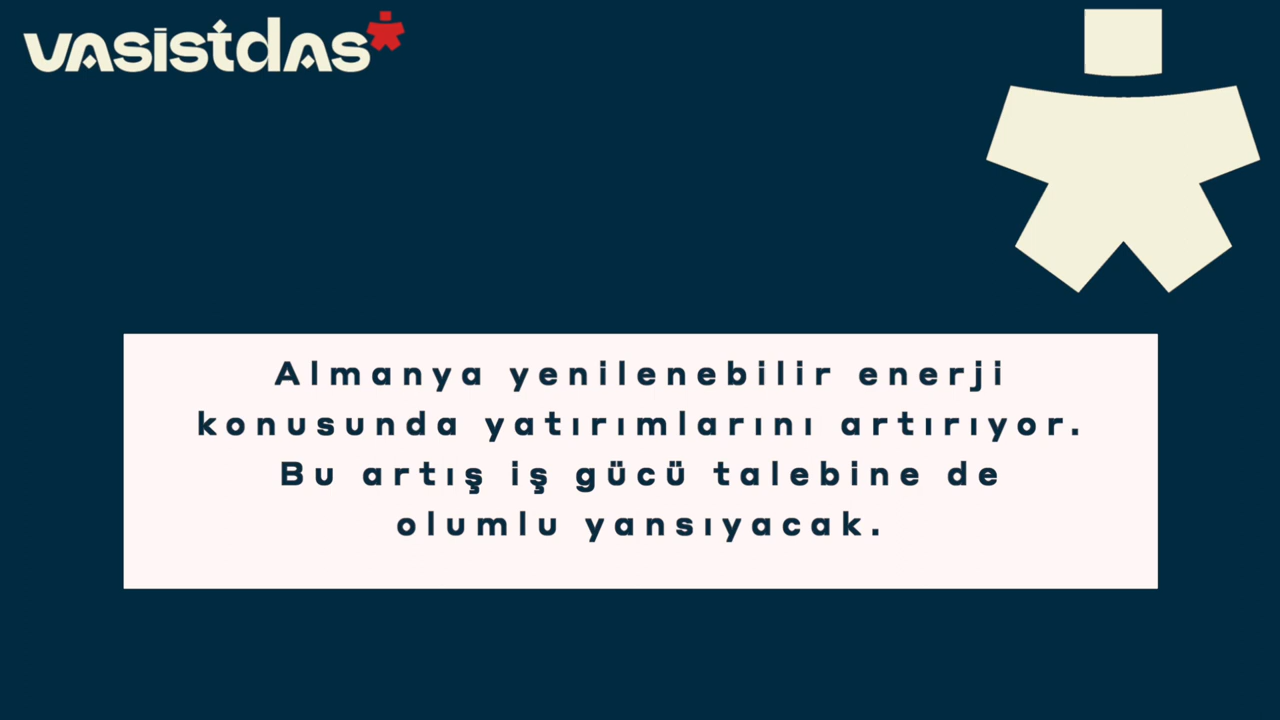 vasistdas
Almanya yenilenebilir enerji
konusunda yatırımlarını artırıyor.
Bu artış iş gücü talebine de
olumlu yansıyacak.